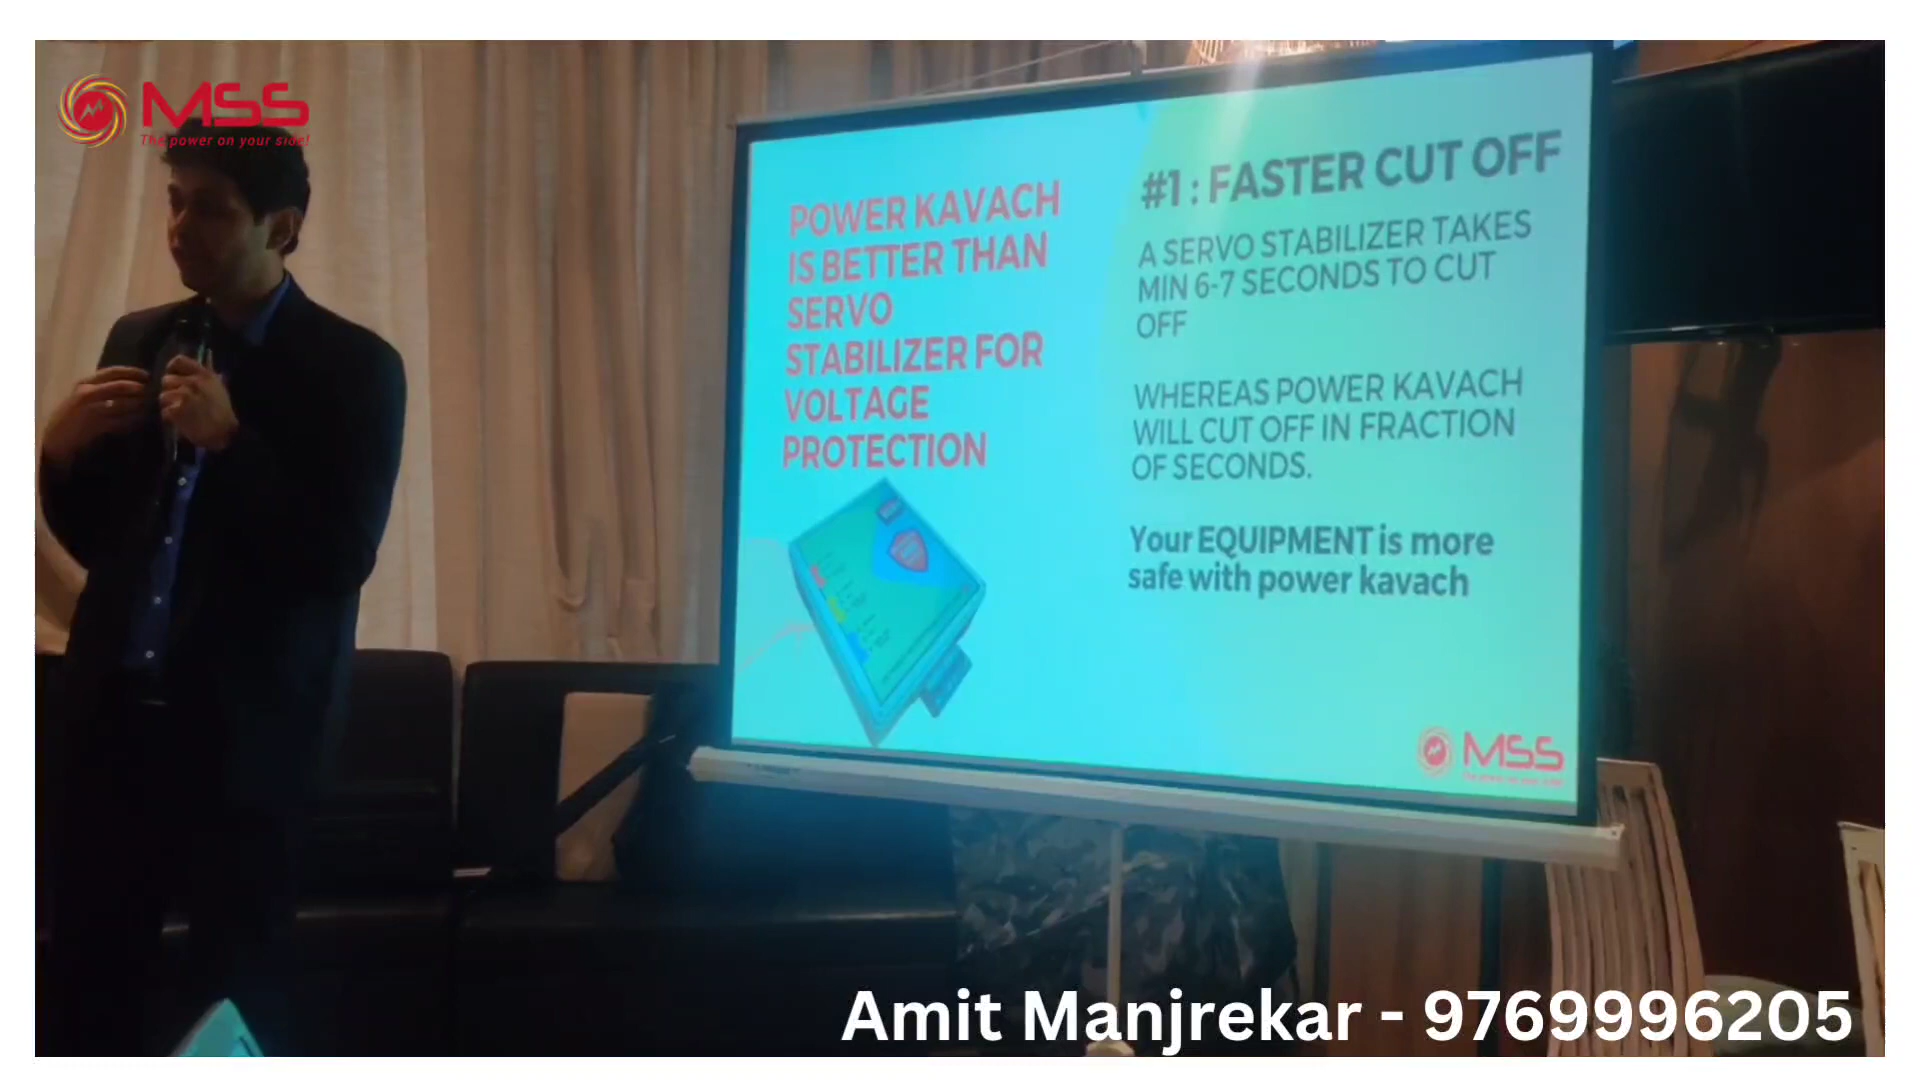 MSS
The power on your side!
POWER KAVACH
IS BETTER THAN
SERVO
STABILIZER FOR
VOLTAGE
PROTECTION
#1 : FASTER CUT OFF
A SERVO STABILIZER TAKES
MIN 6-7 SECONDS TO CUT
OFF
WHEREAS POWER KAVACH
WILL CUT OFF IN FRACTION
OF SECONDS.
Your EQUIPMENT is more
safe with power kavach
MSS
Amit Manjrekar - 9769996205